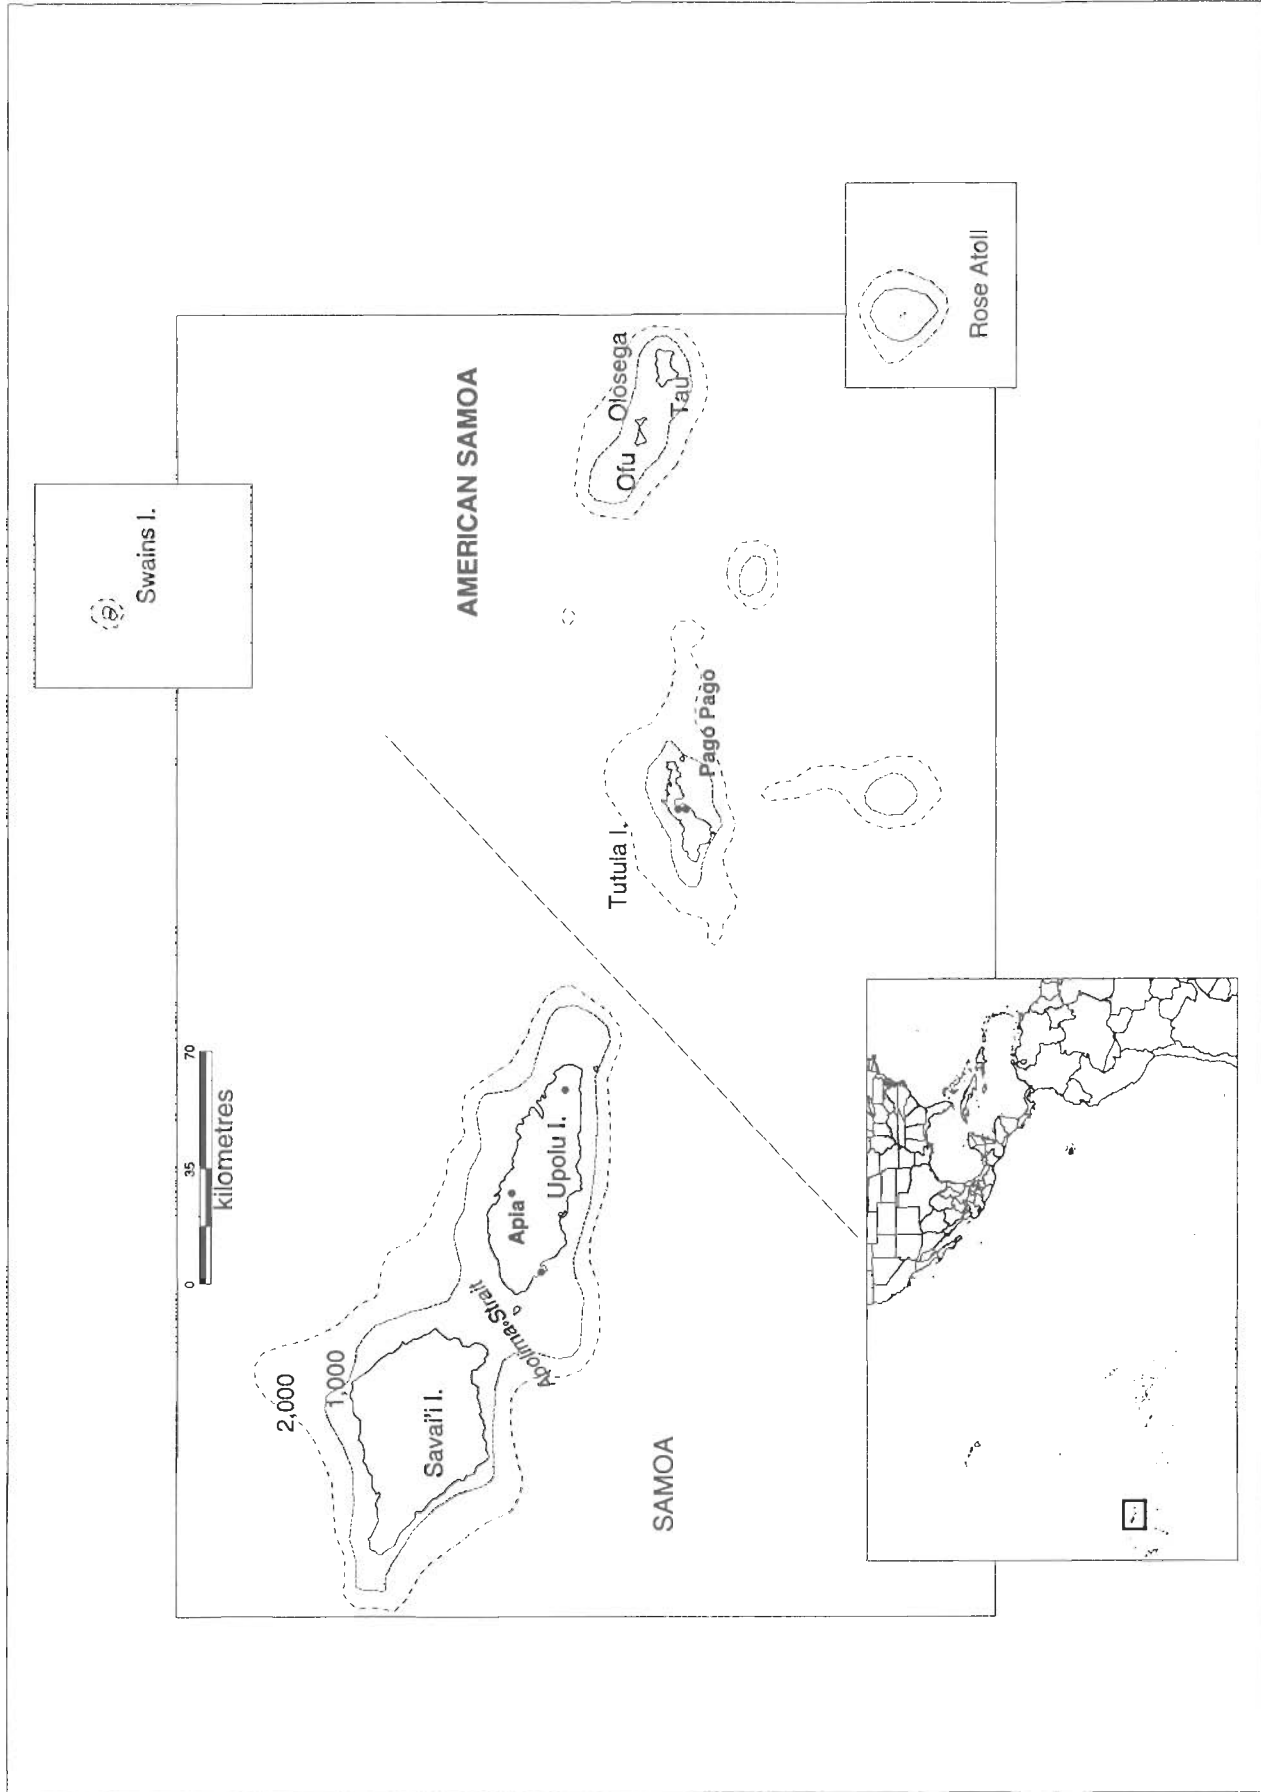 Swains I.
0 35 70
kilometres
2,000
1,000
AMERICAN SAMOA
Savai'i I.
Apolima Strait
Apia
Upolu I.
SAMOA
Tutula I.
Pago Pago
Ofu
Olosega
Tau
Rose Atoll